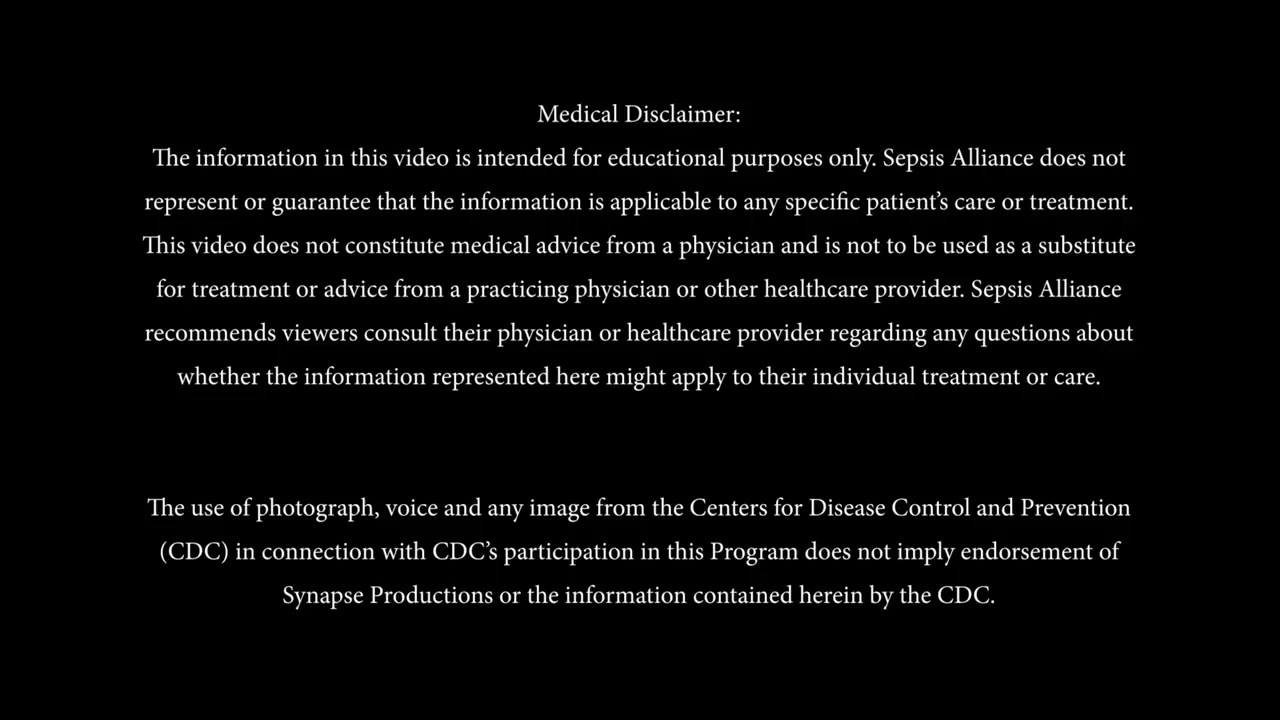 Medical Disclaimer:
The information in this video is intended for educational purposes only. Sepsis Alliance does not
represent or guarantee that the information is applicable to any specific patient’s care or treatment.
This video does not constitute medical advice from a physician and is not to be used as a substitute
for treatment or advice from a practicing physician or other healthcare provider. Sepsis Alliance
recommends viewers consult their physician or healthcare provider regarding any questions about
whether the information represented here might apply to their individual treatment or care.
The use of photograph, voice and any image from the Centers for Disease Control and Prevention
(CDC) in connection with CDC’s participation in this Program does not imply endorsement of
Synapse Productions or the information contained herein by the CDC.